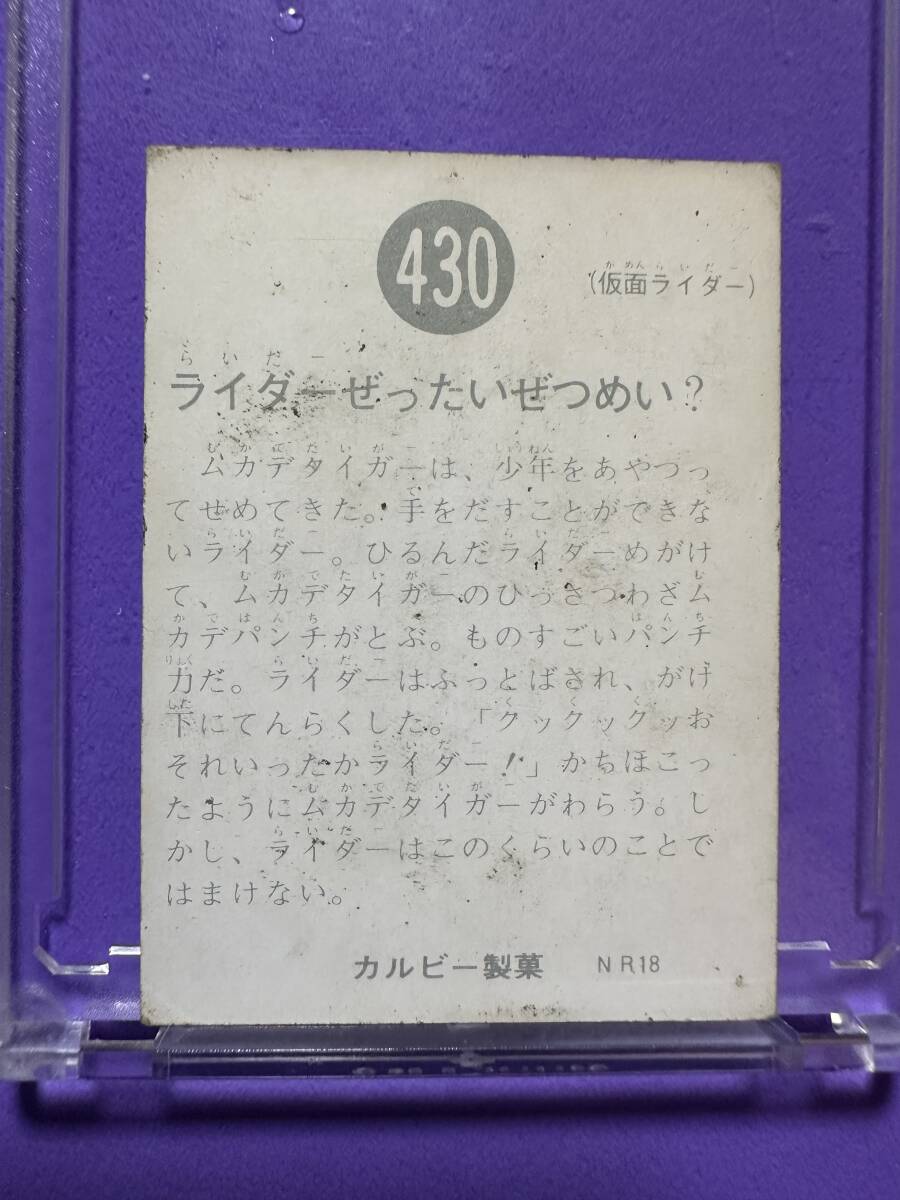 430
(仮面ライダー)
ライダーぜったいぜつめい?
ムカデタイガーは、少年をあやつっ
てせめてきた。手をだすことができな
いライダー。ひるんだライダーめがけ
て、ムカデタイガーのひっさつわざム
カデパンチがとぶ。ものすごいパンチ
力だ。ライダーはふっとばされ、がけ
下にてんらくした。「クックックッお
それいったかライダー!」かちほこっ
たようにムカデタイガーがわらう。し
かし、ライダーはこのくらいのことで
はまけない。
カルビー製菓 NR18